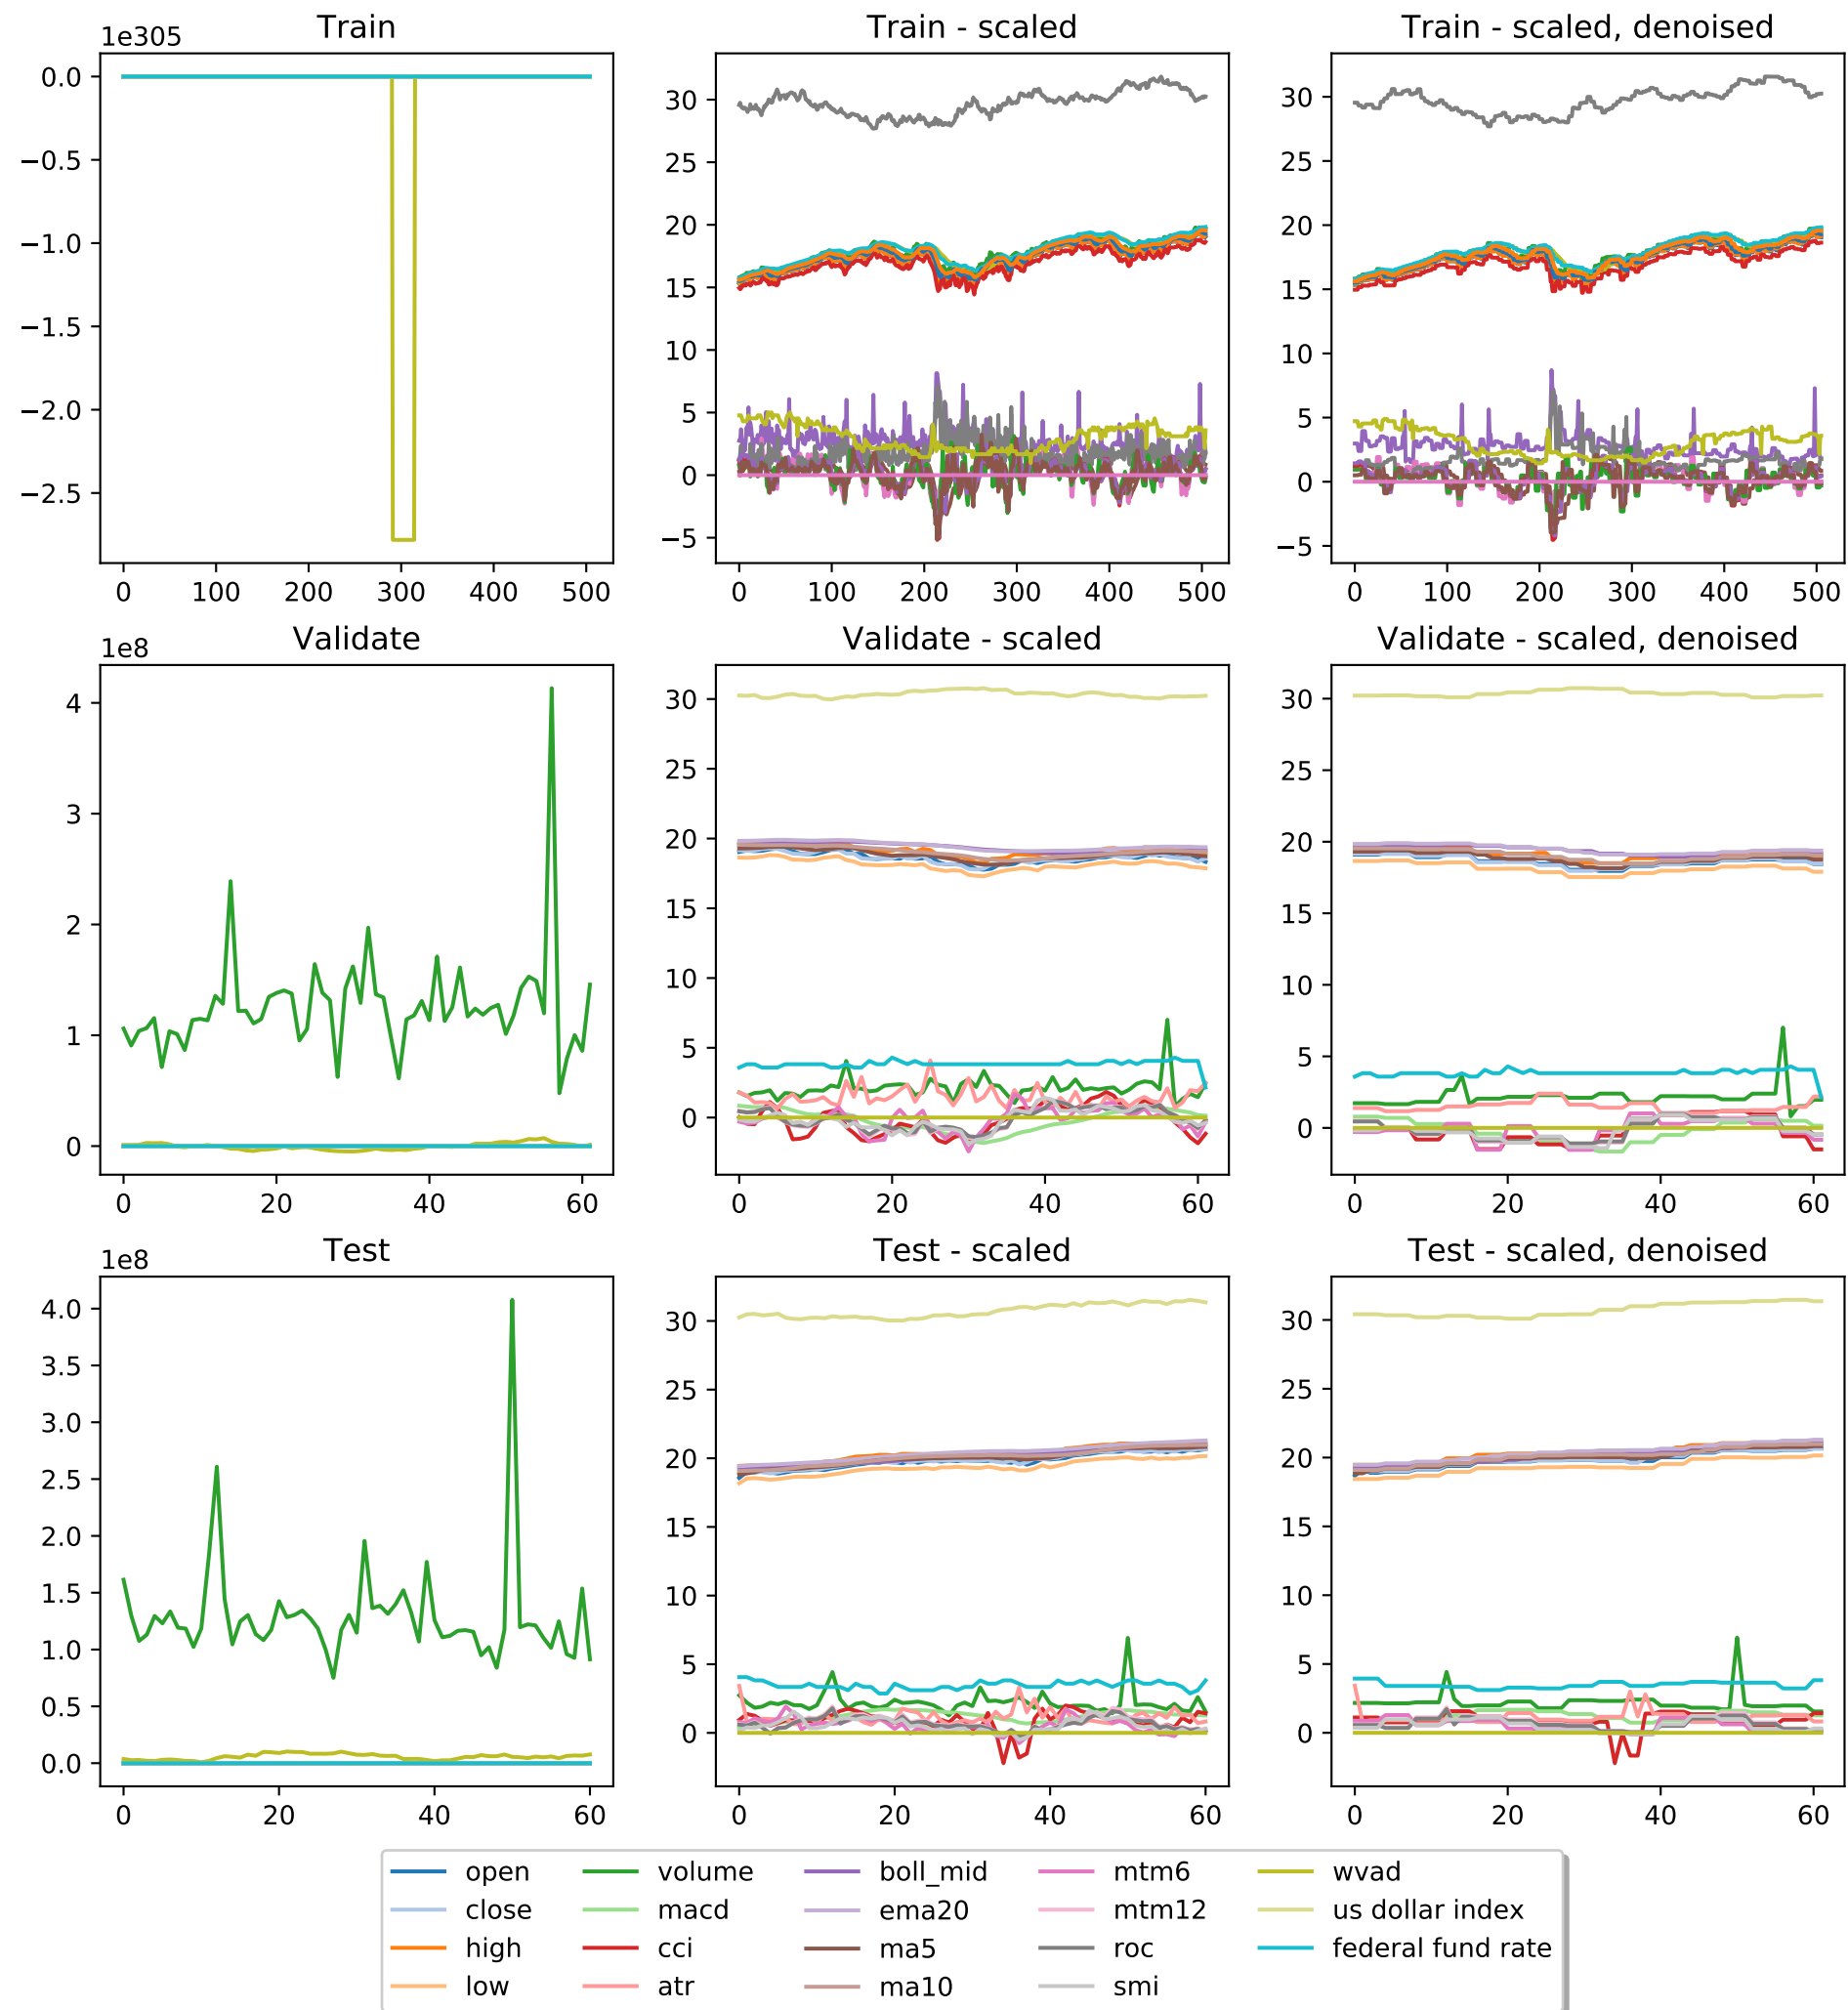 Train
1e305
0.0
−0.5
−1.0
−1.5
−2.0
−2.5
0 100 200 300 400 500
Train - scaled
30
25
20
15
10
5
0
−5
0 100 200 300 400 500
Train - scaled, denoised
30
25
20
15
10
5
0
−5
0 100 200 300 400 500
Validate
1e8
4
3
2
1
0
0 20 40 60
Validate - scaled
30
25
20
15
10
5
0
0 20 40 60
Validate - scaled, denoised
30
25
20
15
10
5
0
0 20 40 60
Test
1e8
4.0
3.5
3.0
2.5
2.0
1.5
1.0
0.5
0.0
0 20 40 60
Test - scaled
30
25
20
15
10
5
0
0 20 40 60
Test - scaled, denoised
30
25
20
15
10
5
0
0 20 40 60
open
close
high
low
volume
macd
cci
atr
boll_mid
ema20
ma5
ma10
mtm6
mtm12
roc
smi
wvad
us dollar index
federal fund rate